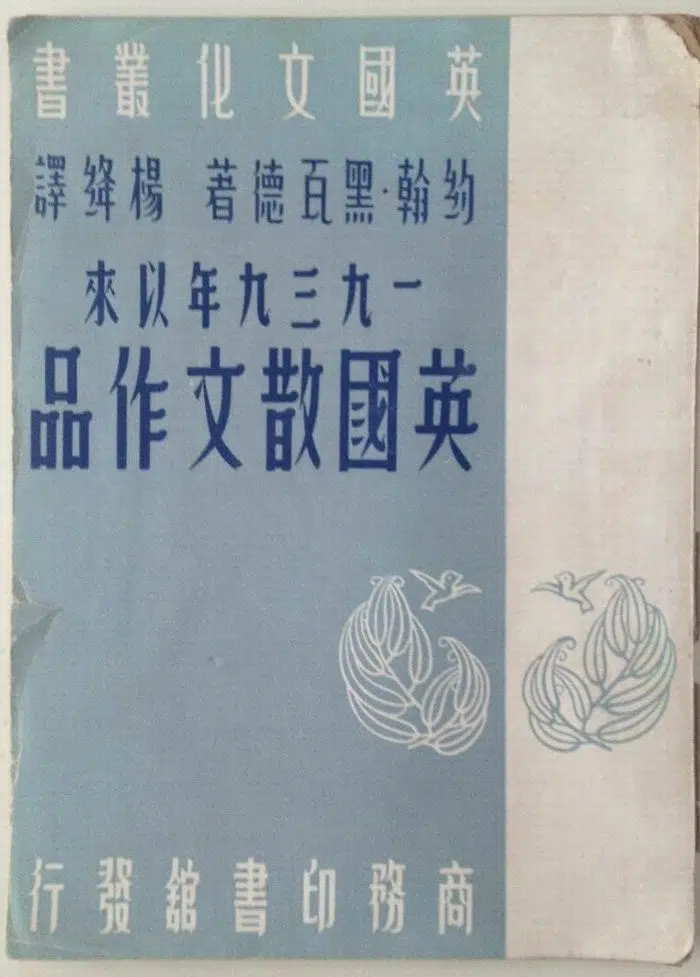 英國文化叢書
約翰·黑瓦德著 楊絳譯
一九三九年以來
英國散文作品
商務印書館發行